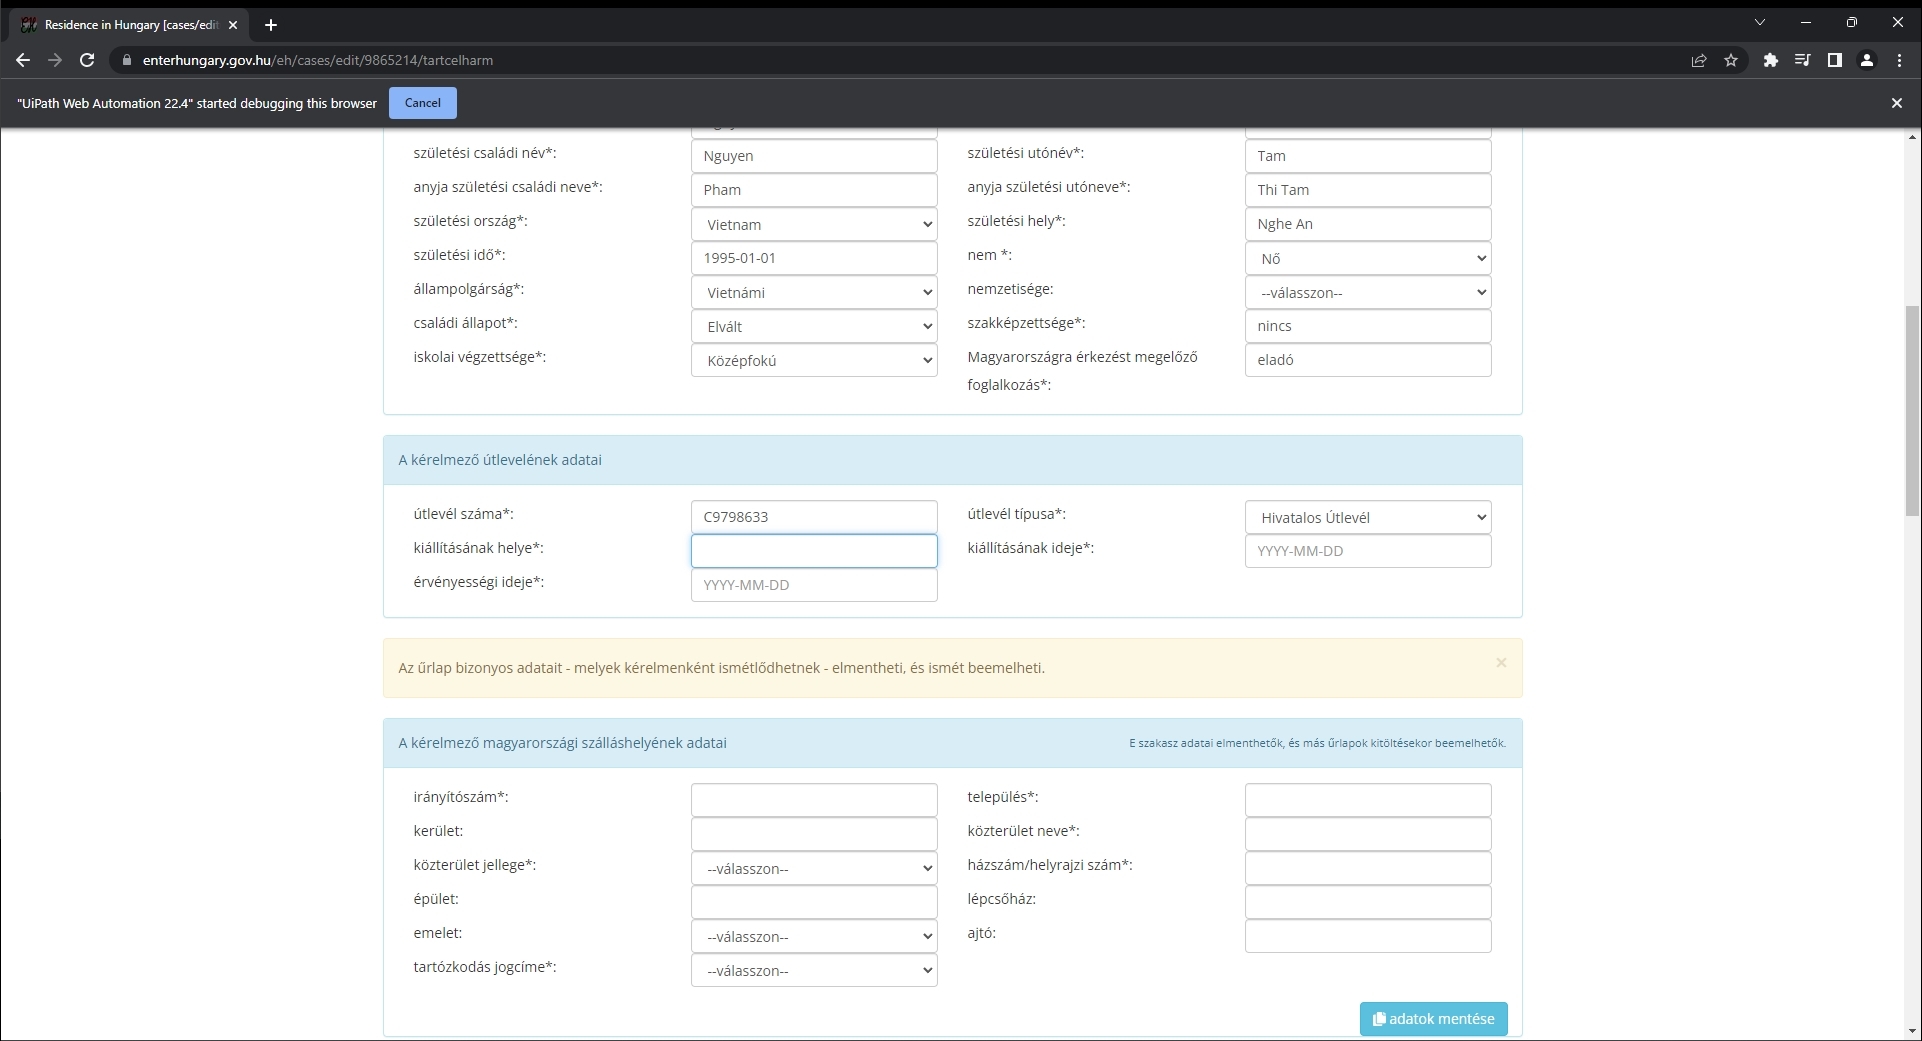 Residence in Hungary [cases/edit
enterhungary.gov.hu/eh/cases/edit/9865214/tartcelharm
"UiPath Web Automation 22.4" started debugging this browser Cancel
születési családi név*: Nguyen születési utónév*: Tam
anyja születési családi neve*: Pham anyja születési utóneve*: Thi Tam
születési ország*: Vietnam születési hely*: Nghe An
születési idő*: 1995-01-01 nem *: Nő
állampolgárság*: Vietnámi nemzetisége: --válasszon--
családi állapot*: Elvált szakképzettsége*: nincs
iskolai végzettsége*: Középfokú Magyarországra érkezést megelőző eladó
foglalkozás*:
A kérelmező útlevelének adatai
útlevél száma*: C9798633 útlevél típusa*: Hivatalos Útlevél
kiállításának helye*: kiállításának ideje*: YYYY-MM-DD
érvényességi ideje*: YYYY-MM-DD
Az űrlap bizonyos adatait - melyek kérelmenként ismétlődhetnek - elmentheti, és ismét beemelheti.
A kérelmező magyarországi szálláshelyének adatai E szakasz adatai elmenthetők, és más űrlapok kitöltésekor beemelhetők.
irányítószám*: település*:
kerület: közterület neve*:
közterület jellege*: --válasszon-- házszám/helyrajzi szám*:
épület: lépcsőház:
emelet: --válasszon-- ajtó:
tartózkodás jogcíme*: --válasszon--
adatok mentése